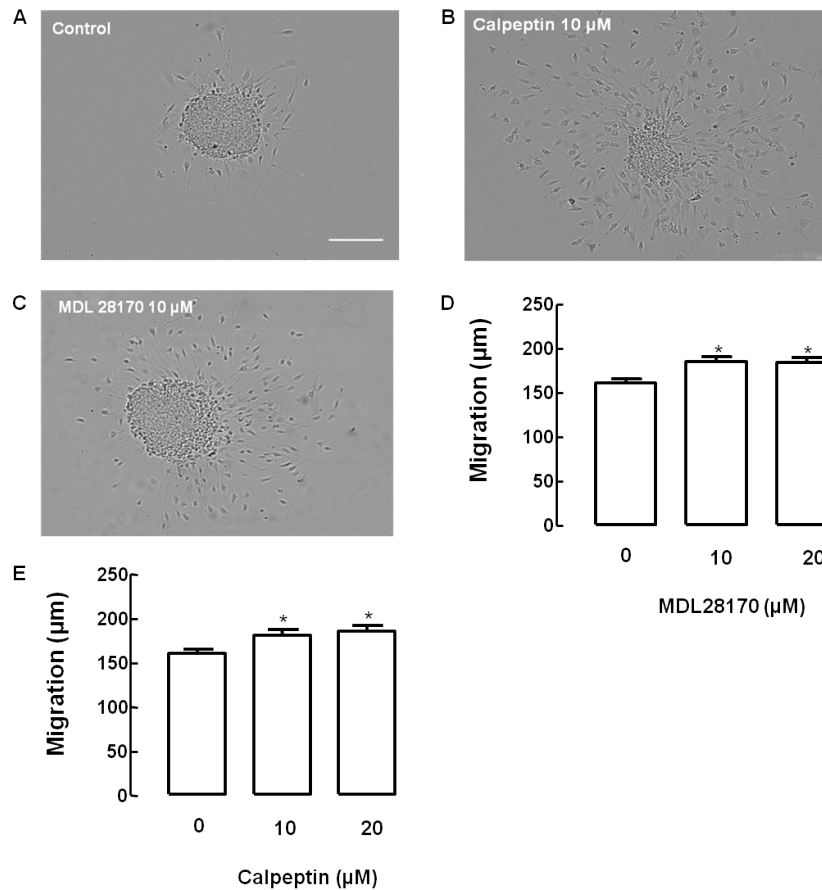 A
Control
B
Calpeptin 10 µM
C
MDL 28170 10 µM
D
250
200
150
100
50
0
Migration (µm)
*
*
0 10 20
MDL28170 (µM)
E
250
200
150
100
50
0
Migration (µm)
*
*
0 10 20
Calpeptin (µM)